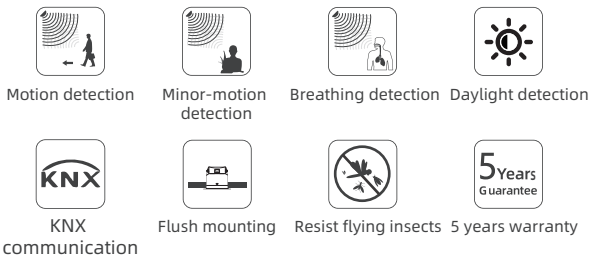 Motion detection
Minor-motion
detection
Breathing detection
Daylight detection
KNX
5 Years
Guarantee
KNX
communication
Flush mounting
Resist flying insects
5 years warranty